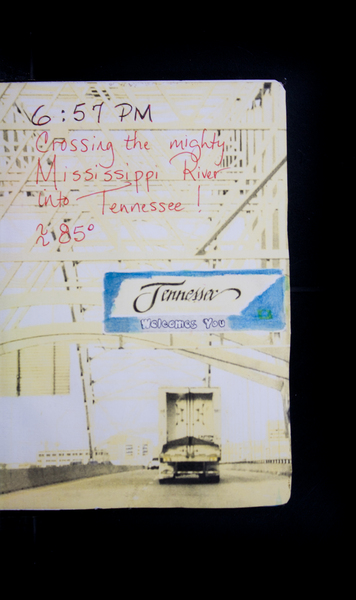 6:57 PM
Crossing the mighty
Mississippi River
into Tennessee!
≈ 85°
Tennessee
Welcomes You